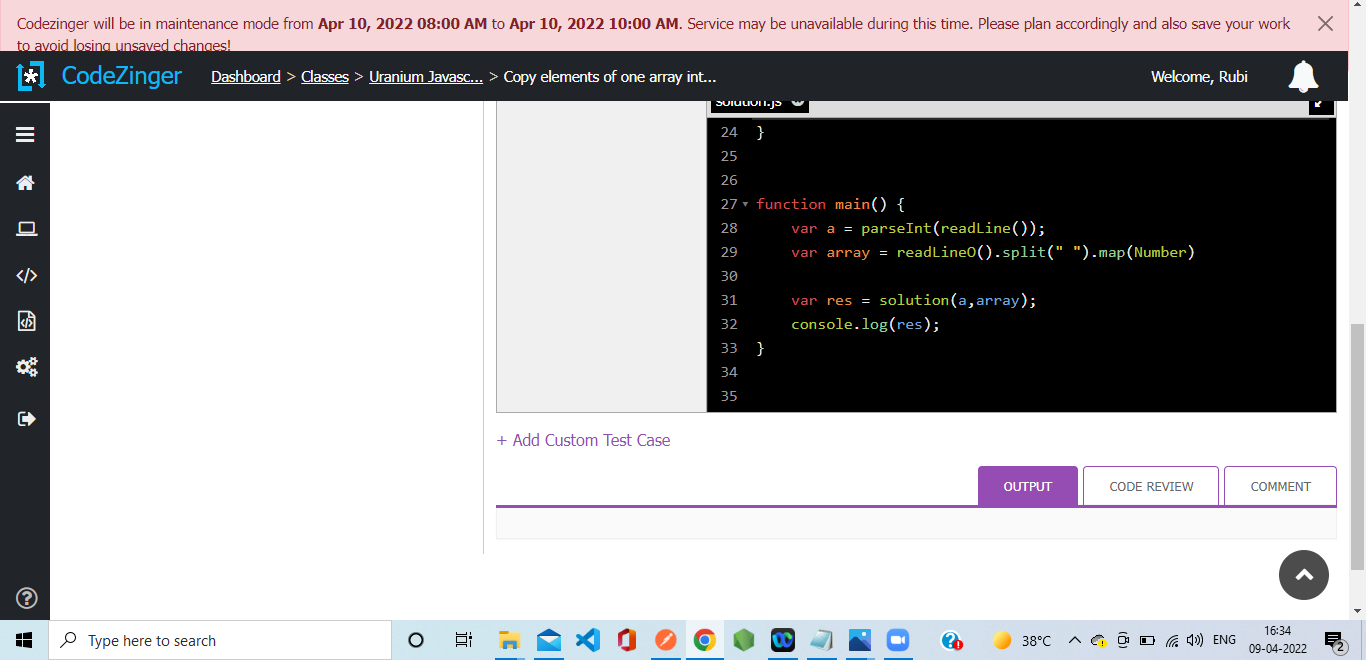 Codezinger will be in maintenance mode from Apr 10, 2022 08:00 AM to Apr 10, 2022 10:00 AM. Service may be unavailable during this time. Please plan accordingly and also save your work
to avoid losing unsaved changes!
CodeZinger Dashboard > Classes > Uranium Javasc... > Copy elements of one array int... Welcome, Rubi
solution.js
24 }
25
26
27 function main() {
28 var a = parseInt(readLine());
29 var array = readLineO().split(" ").map(Number)
30
31 var res = solution(a,array);
32 console.log(res);
33 }
34
35
+ Add Custom Test Case
OUTPUT CODE REVIEW COMMENT
Type here to search
38°C ENG 16:34
09-04-2022
2